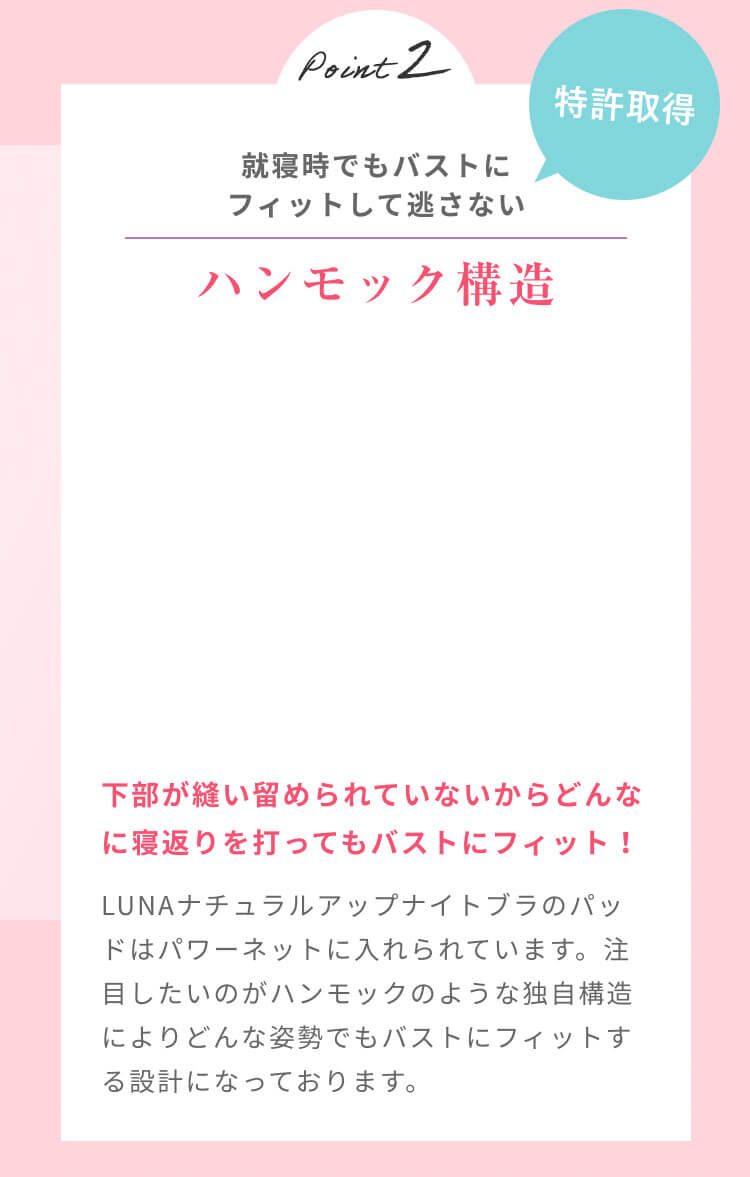 Point 2
特許取得
就寝時でもバストに
フィットして逃さない
ハンモック構造
下部が縫い留められていないからどんな
に寝返りを打ってもバストにフィット！
LUNAナチュラルアップナイトブラのパッ
ドはパワーネットに入れられています。注
目したいのがハンモックのような独自構造
によりどんな姿勢でもバストにフィットす
る設計になっております。